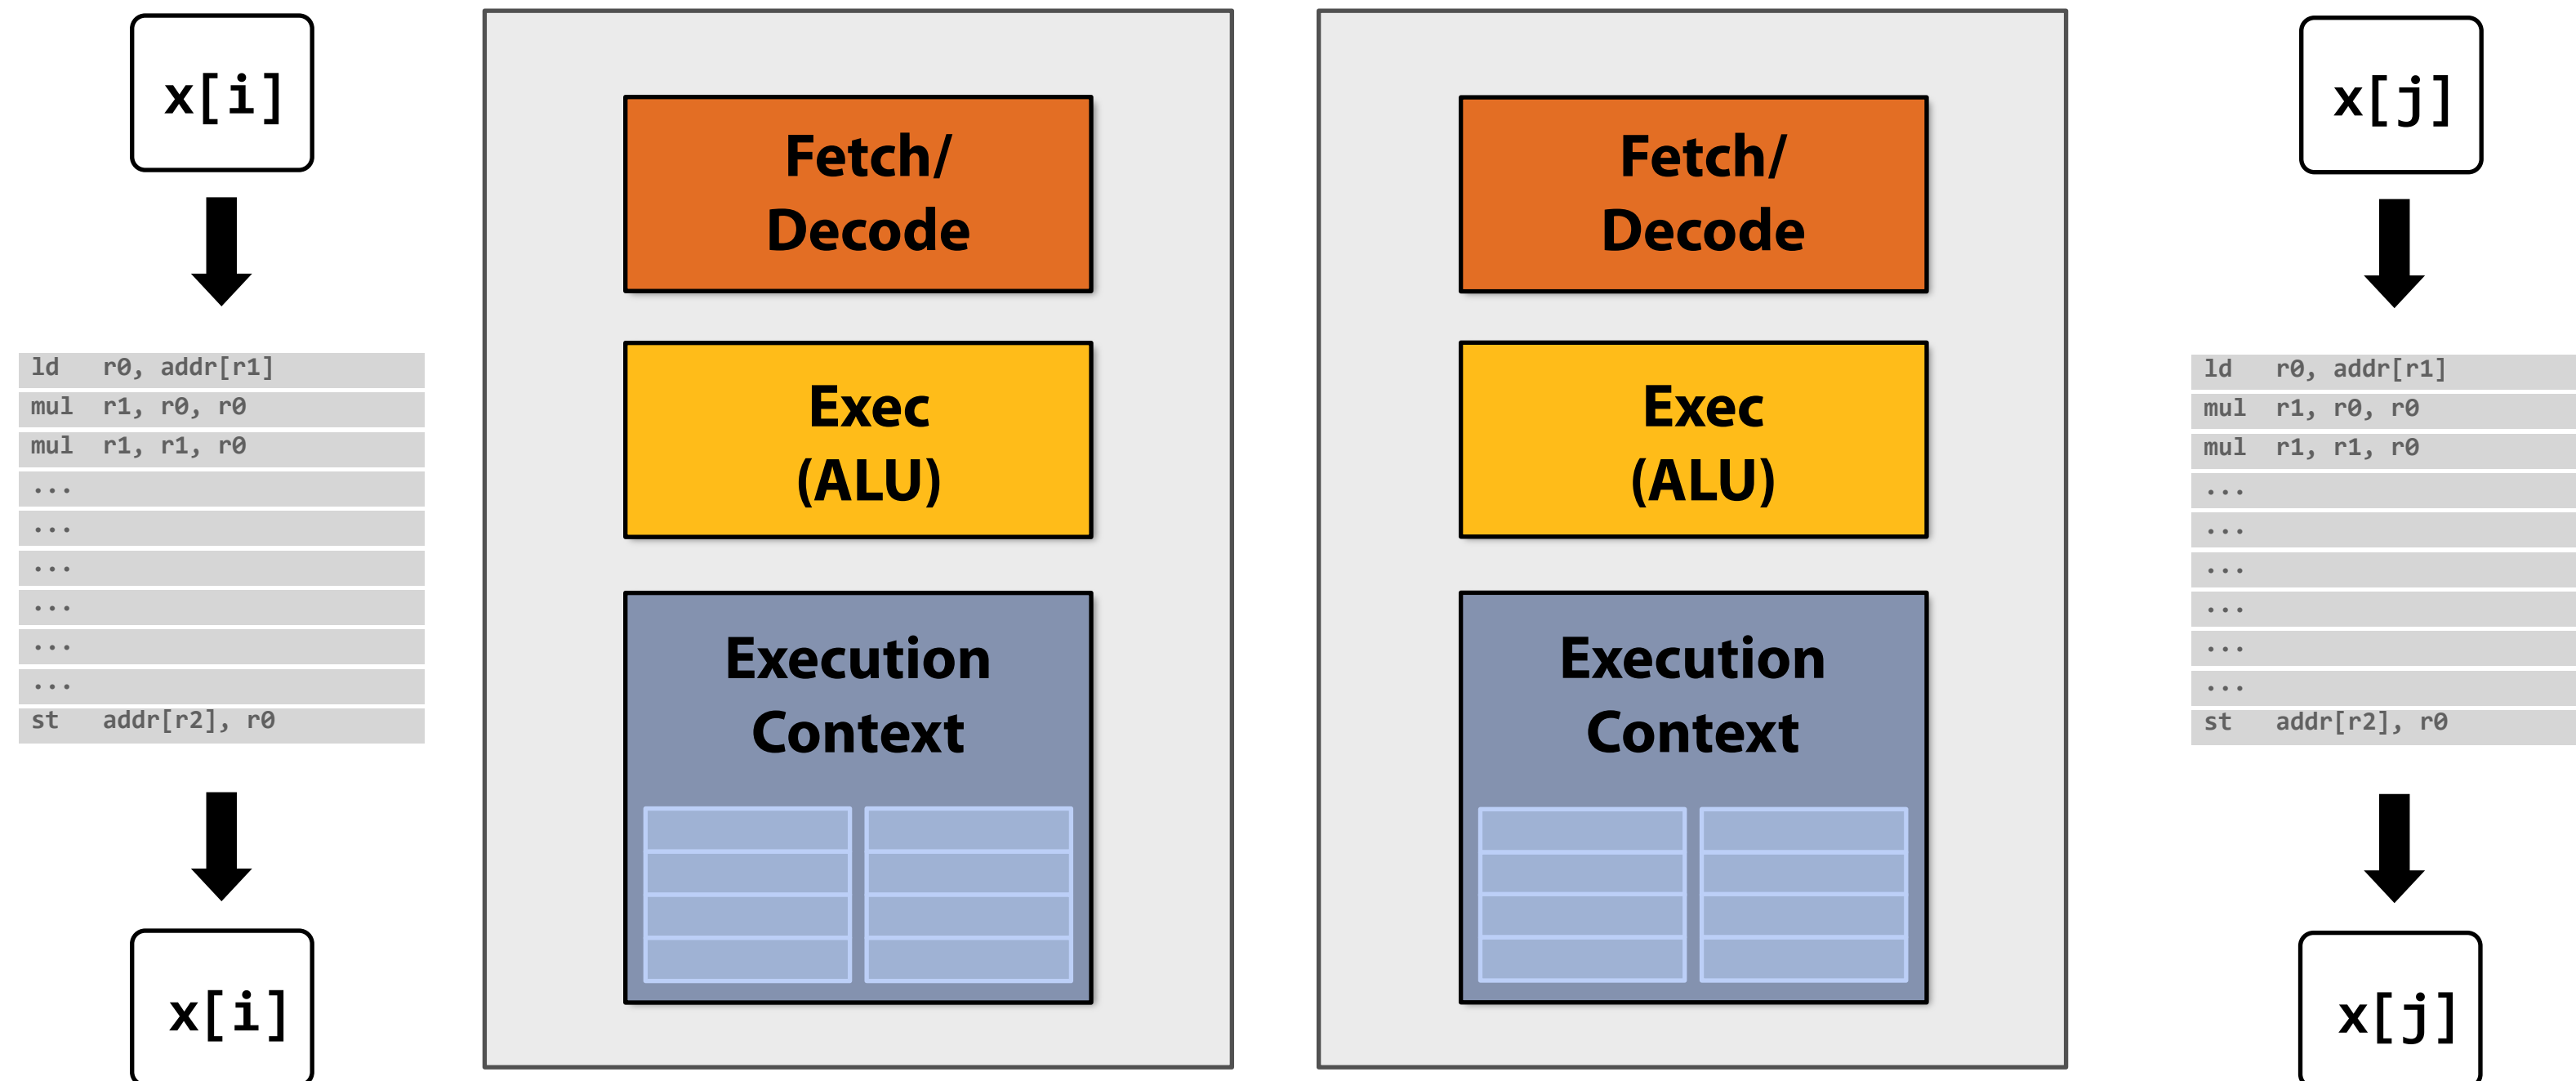 x[i]
ld r0, addr[r1]
mul r1, r0, r0
mul r1, r1, r0
...
...
...
...
...
...
st addr[r2], r0
x[i]
Fetch/
Decode
Exec
(ALU)
Execution
Context
Fetch/
Decode
Exec
(ALU)
Execution
Context
x[j]
ld r0, addr[r1]
mul r1, r0, r0
mul r1, r1, r0
...
...
...
...
...
...
st addr[r2], r0
x[j]